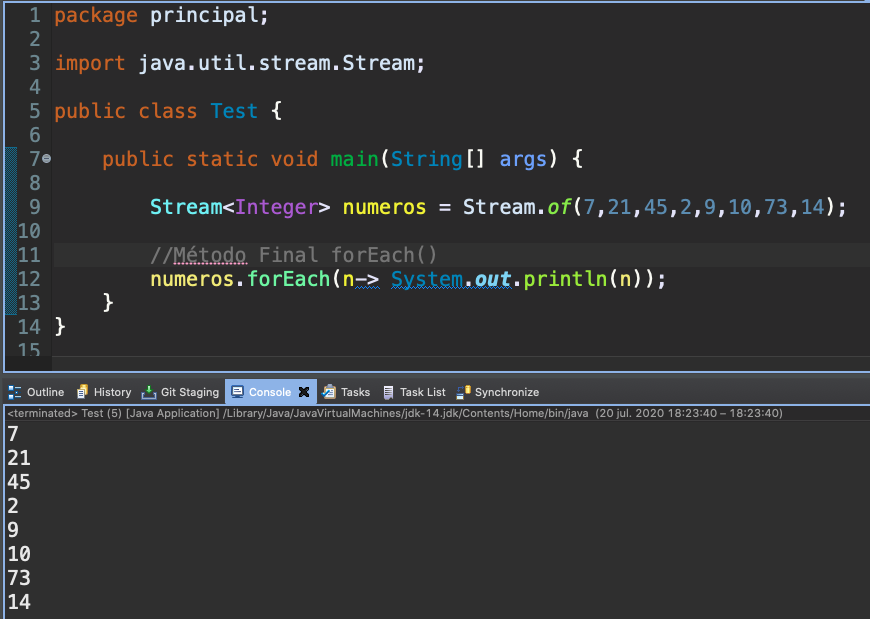 1 package principal;
2
3 import java.util.stream.Stream;
4
5 public class Test {
6
7 public static void main(String[] args) {
8
9 Stream<Integer> numeros = Stream.of(7,21,45,2,9,10,73,14);
10
11 //Método Final forEach()
12 numeros.forEach(n-> System.out.println(n));
13 }
14 }
15
Outline History Git Staging Console Tasks Task List Synchronize
<terminated> Test (5) [Java Application] /Library/Java/JavaVirtualMachines/jdk-14.jdk/Contents/Home/bin/java (20 jul. 2020 18:23:40 – 18:23:40)
7
21
45
2
9
10
73
14